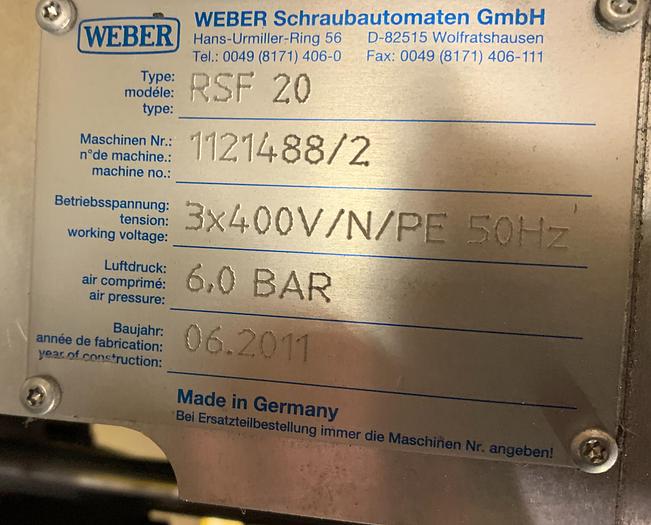 WEBER
WEBER Schraubautomaten GmbH
Hans-Urmiller-Ring 56 D-82515 Wolfratshausen
Tel.: 0049 (8171) 406-0 Fax: 0049 (8171) 406-111
Type:
modéle: RSF 20
type:
Maschinen Nr.:
n°de machine.: 1121488/2
machine no.:
Betriebsspannung:
tension: 3x400V/N/PE 50Hz
working voltage:
Luftdruck:
air comprimé: 6,0 BAR
air pressure:
Baujahr:
année de fabrication: 06.2011
year of construction:
Made in Germany
Bei Ersatzteilbestellung immer die Maschinen Nr. angeben!